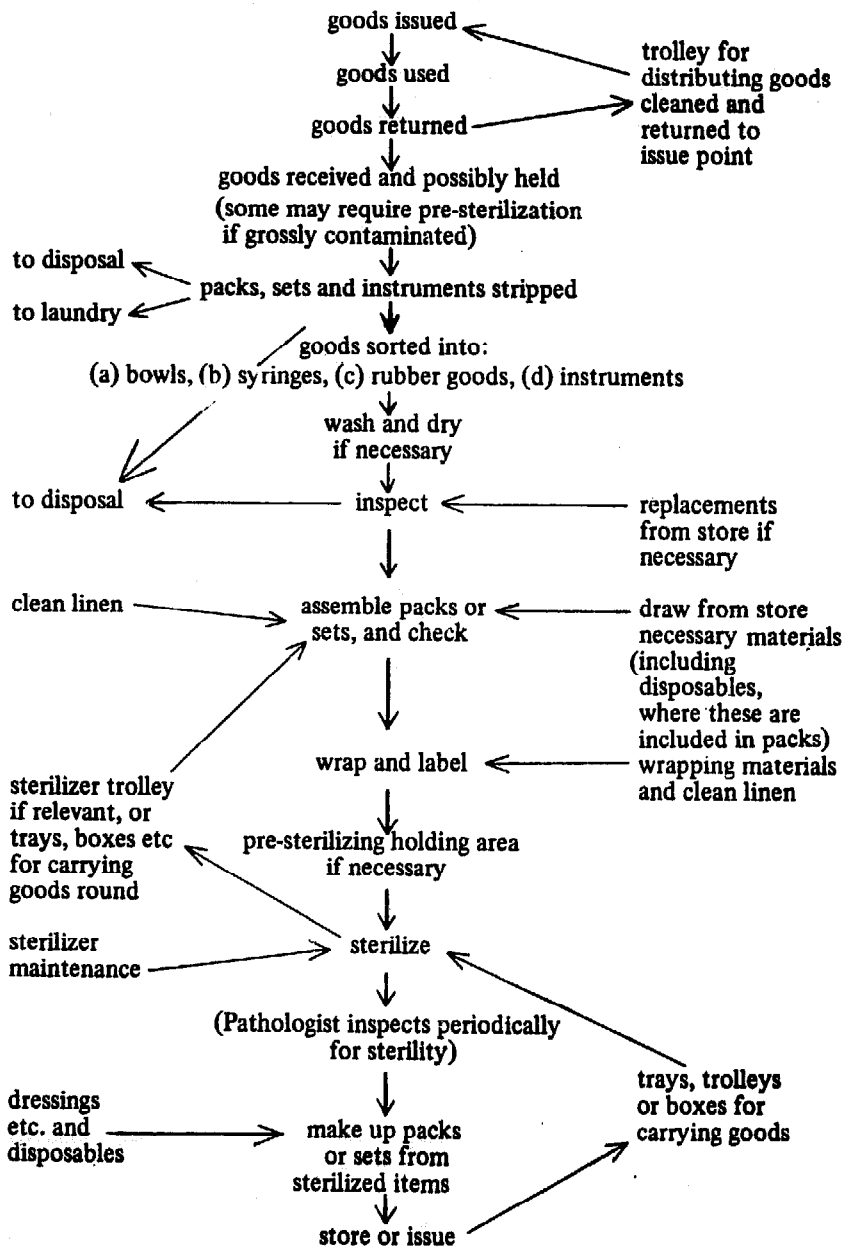 goods issued
goods used
goods returned
trolley for
distributing goods
cleaned and
returned to
issue point
goods received and possibly held
(some may require pre-sterilization
if grossly contaminated)
to disposal
to laundry
packs, sets and instruments stripped
goods sorted into:
(a) bowls, (b) syringes, (c) rubber goods, (d) instruments
wash and dry
if necessary
to disposal
inspect
replacements
from store if
necessary
clean linen
assemble packs or
sets, and check
draw from store
necessary materials
(including
disposables,
where these are
included in packs)
wrapping materials
and clean linen
wrap and label
sterilizer trolley
if relevant, or
trays, boxes etc
for carrying
goods round
pre-sterilizing holding area
if necessary
sterilizer
maintenance
sterilize
(Pathologist inspects periodically
for sterility)
trays, trolleys
or boxes for
carrying goods
dressings
etc. and
disposables
make up packs
or sets from
sterilized items
store or issue